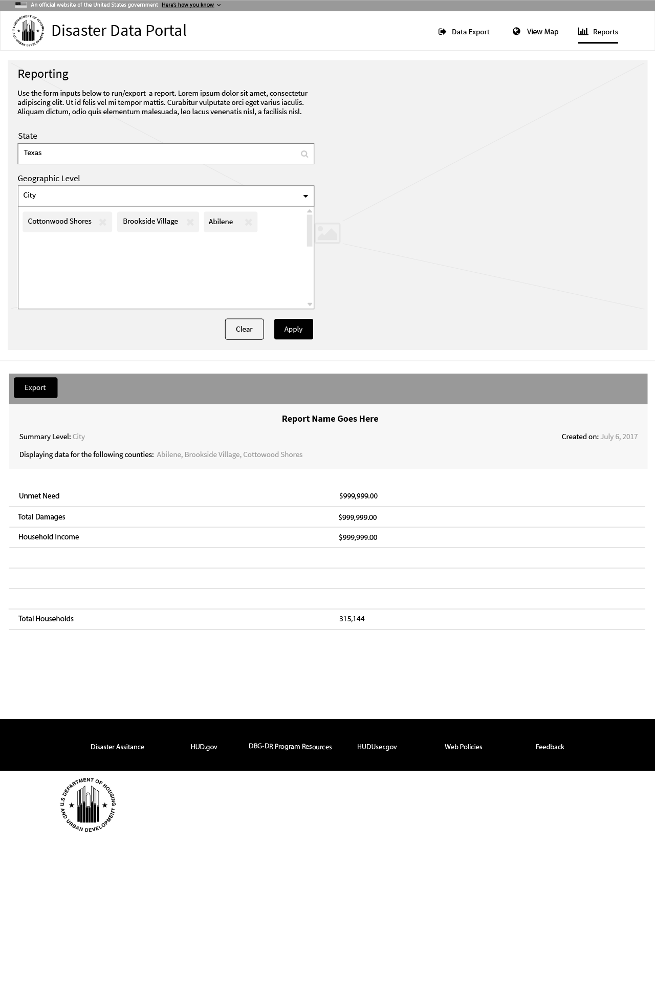 An official website of the United States government Here's how you know
U.S DEPARTMENT OF HOUSING AND URBAN DEVELOPMENT
Disaster Data Portal
Data Export
View Map
Reports
Reporting
Use the form inputs below to run/export a report. Lorem ipsum dolor sit amet, consectetur
adipiscing elit. Ut id felis vel mi tempor mattis. Curabitur vulputate orci eget varius iaculis.
Aliquam dictum, odio quis elementum malesuada, leo lacus venenatis nisl, a facilisis nisl.
State
Texas
Geographic Level
City
Cottonwood Shores
Brookside Village
Abilene
Clear
Apply
Export
Report Name Goes Here
Summary Level: City
Created on: July 6, 2017
Displaying data for the following counties: Abilene, Brookside Village, Cottowood Shores
Unmet Need $999,999.00
Total Damages $999,999.00
Household Income $999,999.00
Total Households 315,144
Disaster Assitance
HUD.gov
DBG-DR Program Resources
HUDUser.gov
Web Policies
Feedback
U.S DEPARTMENT OF HOUSING AND URBAN DEVELOPMENT